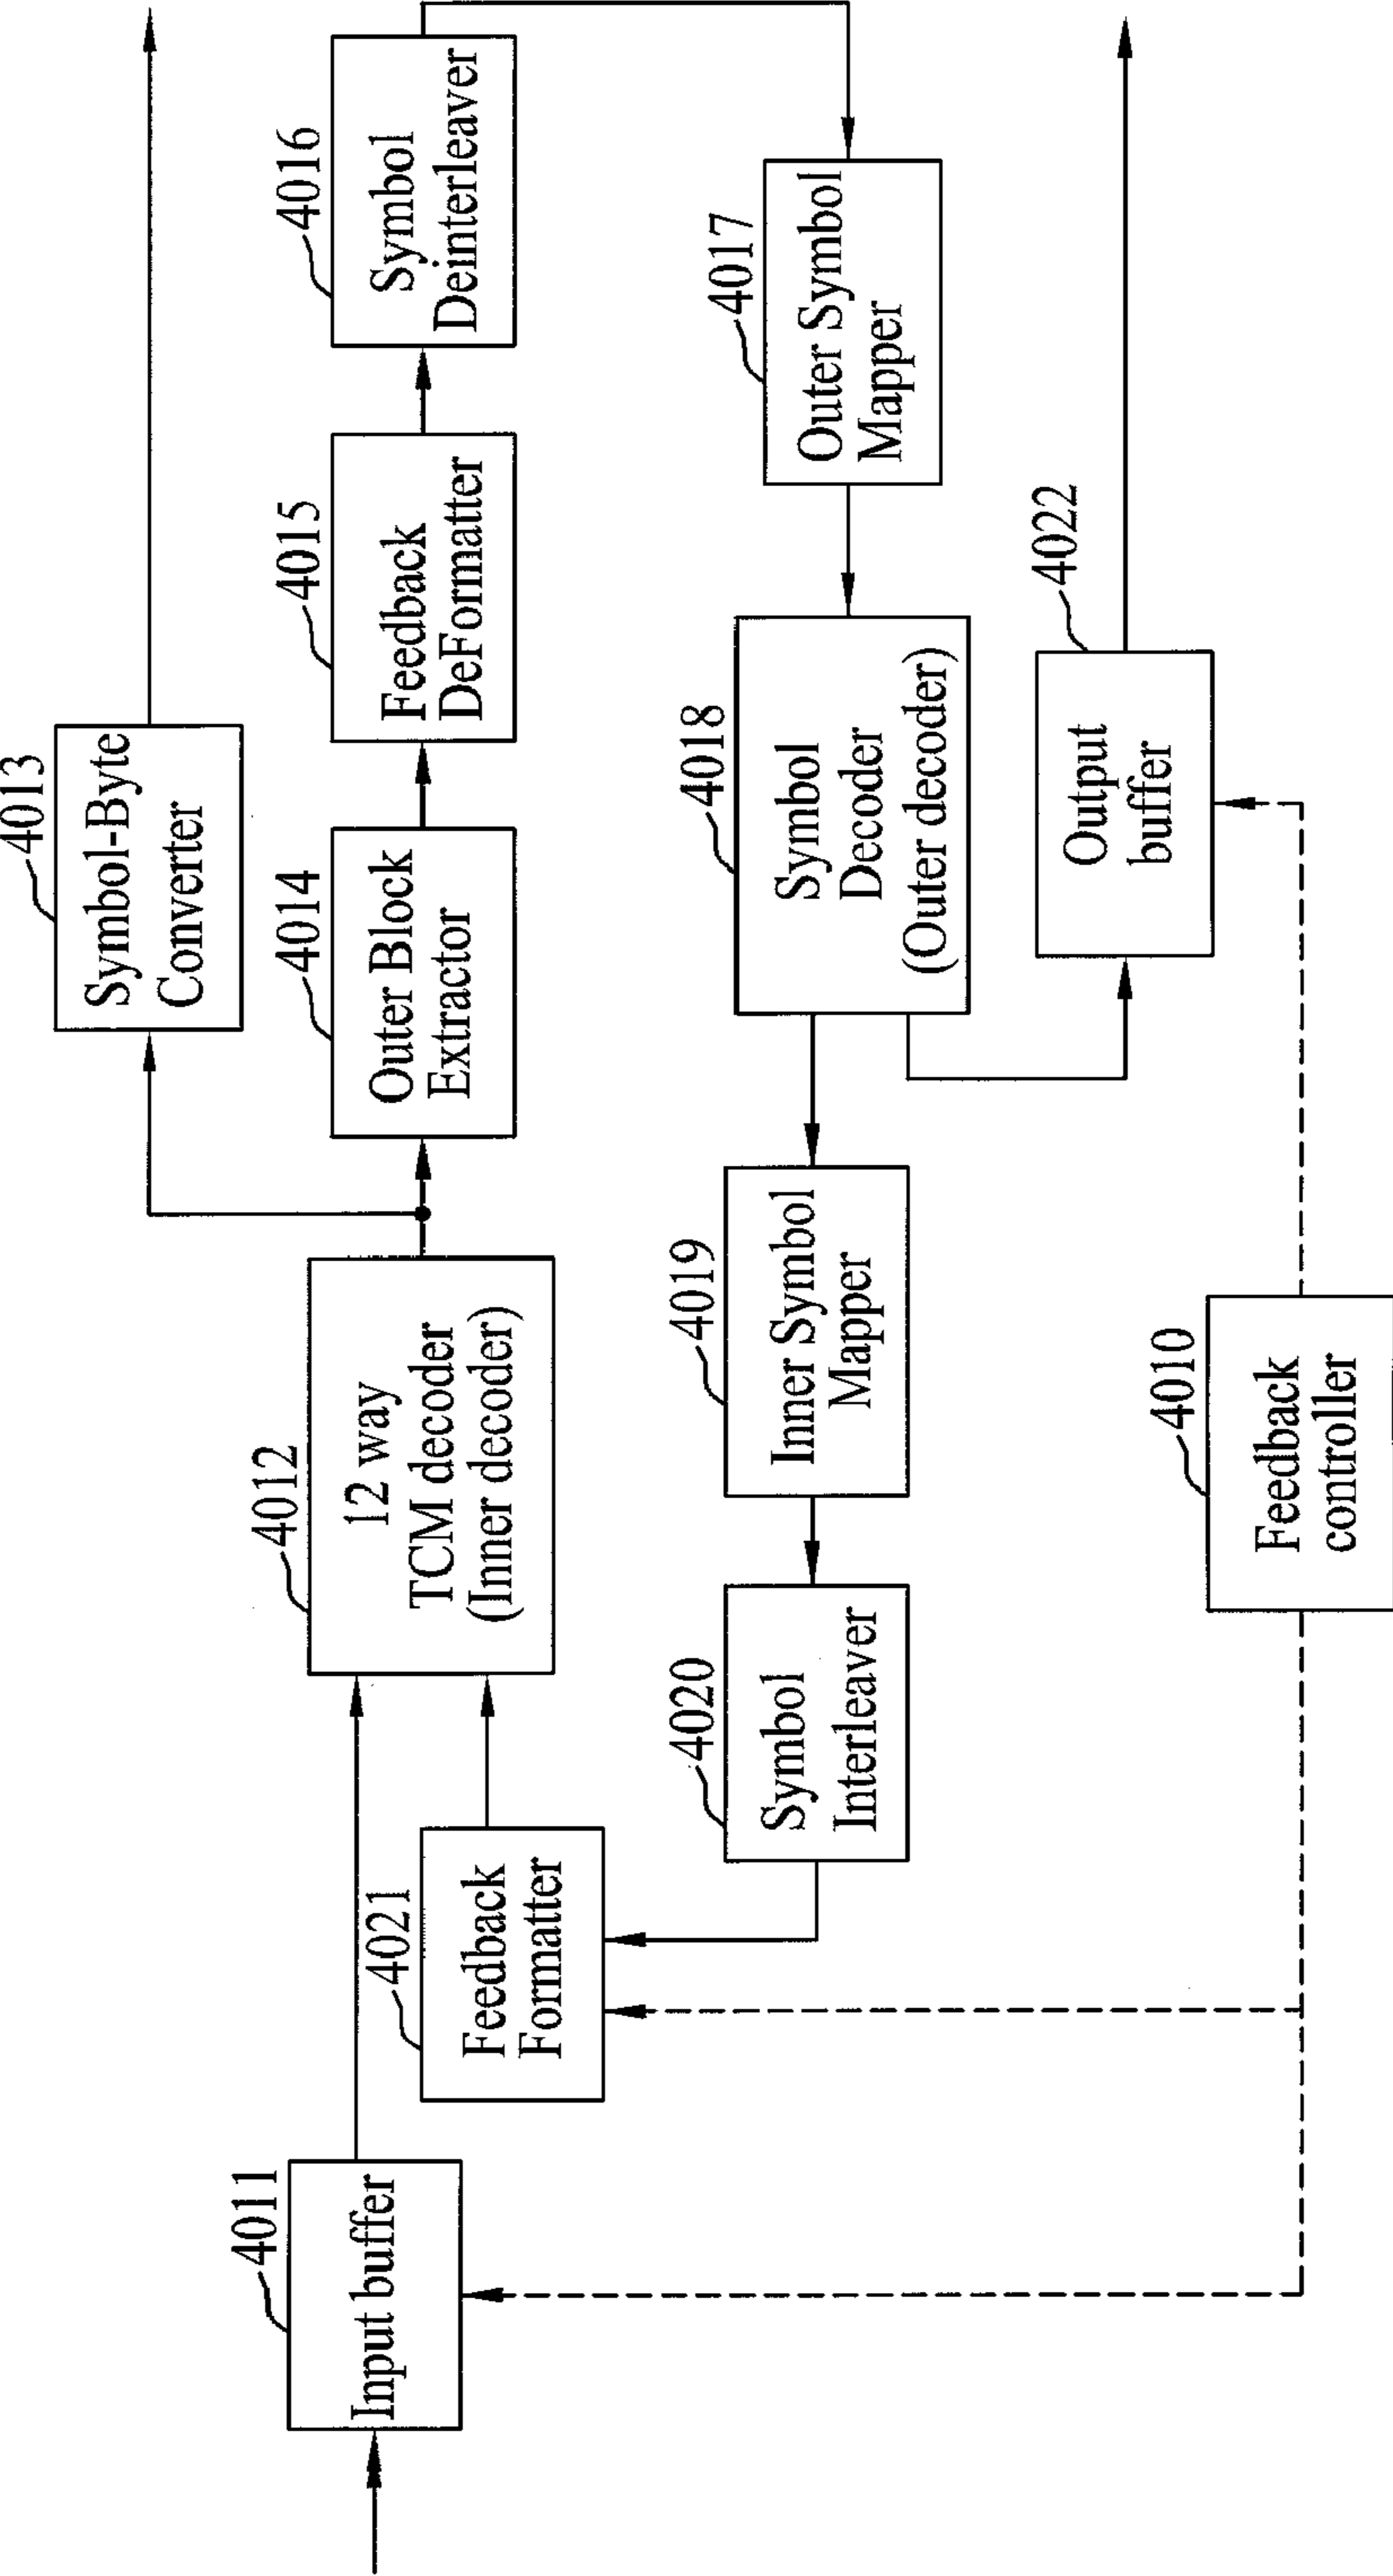 4013
Symbol-Byte
Converter
4011
Input buffer
4012
12 way
TCM decoder
(Inner decoder)
4014
Outer Block
Extractor
4015
Feedback
DeFormatter
4016
Symbol
Deinterleaver
4021
Feedback
Formatter
4020
Symbol
Interleaver
4019
Inner Symbol
Mapper
4018
Symbol
Decoder
(Outer decoder)
4017
Outer Symbol
Mapper
4022
Output
buffer
4010
Feedback
controller